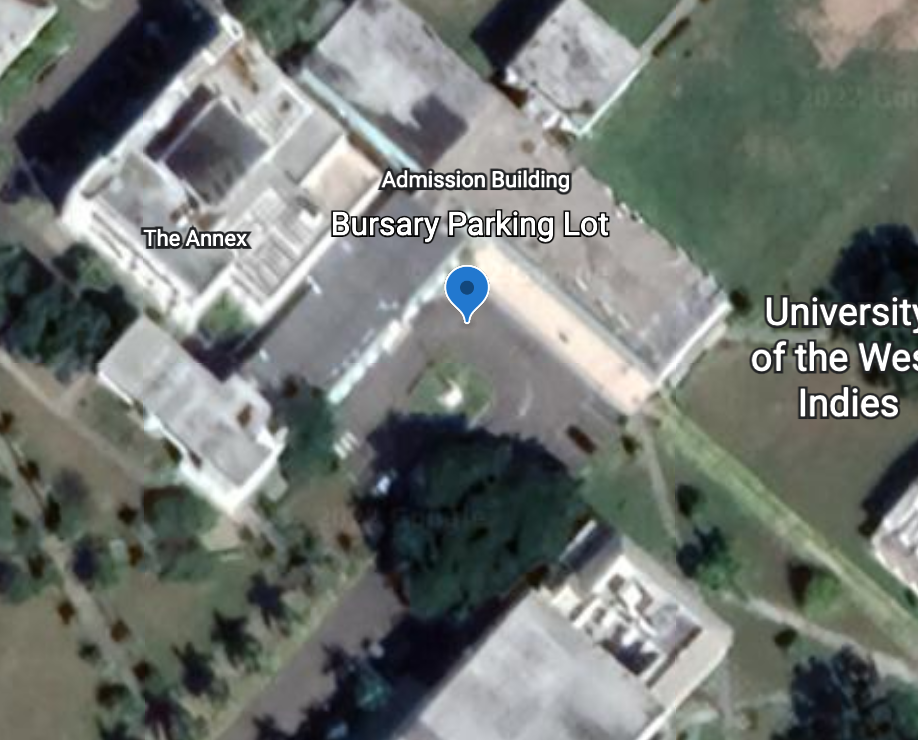 Admission Building
Bursary Parking Lot
The Annex
University
of the Wes
Indies